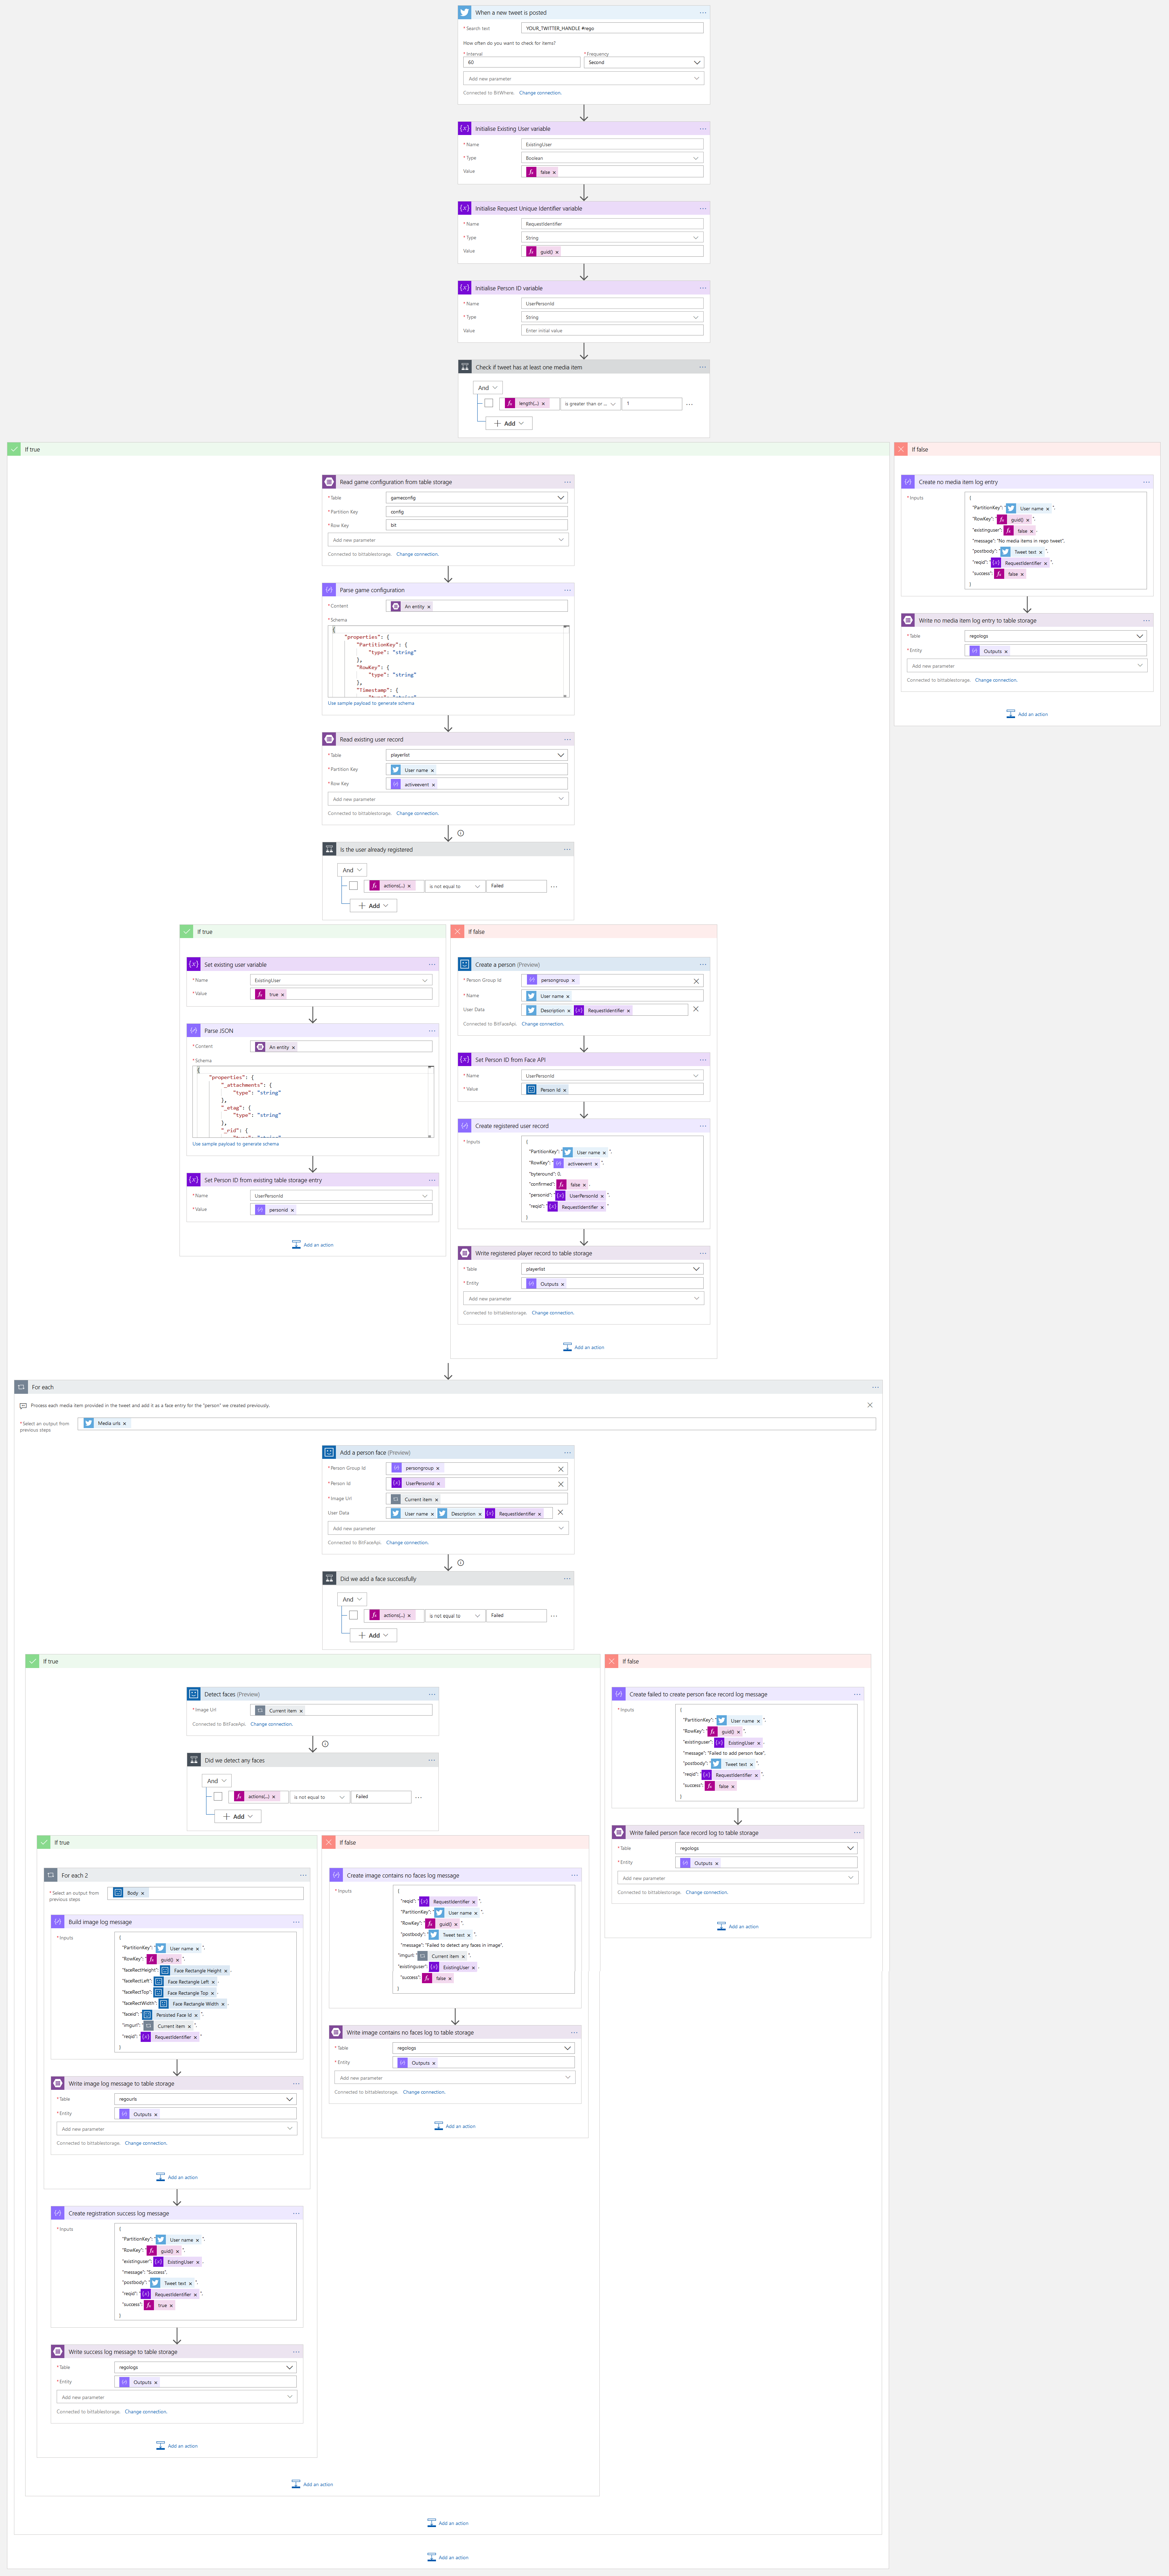 When a new tweet is posted
* Search text
YOUR_TWITTER_HANDLE #rego
How often do you want to check for items?
* Interval
* Frequency
60
Second
Add new parameter
Connected to BitWhere. Change connection.
Initialise Existing User variable
* Name ExistingUser
* Type Boolean
Value false
Initialise Request Unique Identifier variable
* Name RequestIdentifier
* Type String
Value guid()
Initialise Person ID variable
* Name UserPersonId
* Type String
Value Enter initial value
Check if tweet has at least one media item
And
length(...) is greater than or ... 1
Add
If true
Read game configuration from table storage
* Table gameconfig
* Partition Key config
* Row Key bit
Add new parameter
Connected to bittablestorage. Change connection.
Parse game configuration
* Content An entity
* Schema
{
"properties": {
"PartitionKey": {
"type": "string"
},
"RowKey": {
"type": "string"
},
"Timestamp": {
Use sample payload to generate schema
Read existing user record
* Table playerlist
* Partition Key User name
* Row Key activeevent
Add new parameter
Connected to bittablestorage. Change connection.
Is the user already registered
And
actions(...) is not equal to Failed
Add
If true
Set existing user variable
* Name ExistingUser
* Value true
Parse JSON
* Content An entity
* Schema
{
"properties": {
"_attachments": {
"type": "string"
},
"_etag": {
"type": "string"
},
"_rid": {
Use sample payload to generate schema
Set Person ID from existing table storage entry
* Name UserPersonId
* Value personid
Add an action
If false
Create a person (Preview)
* Person Group Id persongroup
* Name User name
User Data Description RequestIdentifier
Connected to BitFaceApi. Change connection.
Set Person ID from Face API
* Name UserPersonId
* Value Person Id
Create registered user record
* Inputs
{
"PartitionKey": " User name ",
"RowKey": " activeevent ",
"byteround": 0,
"confirmed": false ,
"personid": " UserPersonId ",
"reqid": " RequestIdentifier "
}
Write registered player record to table storage
* Table playerlist
* Entity Outputs
Add new parameter
Connected to bittablestorage. Change connection.
Add an action
For each
Process each media item provided in the tweet and add it as a face entry for the "person" we created previously.
* Select an output from
previous steps
Media urls
Add a person face (Preview)
* Person Group Id persongroup
* Person Id UserPersonId
* Image Url Current item
User Data User name Description RequestIdentifier
Add new parameter
Connected to BitFaceApi. Change connection.
Did we add a face successfully
And
actions(...) is not equal to Failed
Add
If true
Detect faces (Preview)
* Image Url Current item
Connected to BitFaceApi. Change connection.
Did we detect any faces
And
actions(...) is not equal to Failed
Add
If true
For each 2
* Select an output from
previous steps
Body
Build image log message
* Inputs
{
"PartitionKey": " User name ",
"RowKey": " guid() ",
"faceRectHeight": Face Rectangle Height ,
"faceRectLeft": Face Rectangle Left ,
"faceRectTop": Face Rectangle Top ,
"faceRectWidth": Face Rectangle Width ,
"faceid": " Persisted Face Id ",
"imgurl": " Current item ",
"reqid": " RequestIdentifier "
}
Write image log message to table storage
* Table regourls
* Entity Outputs
Add new parameter
Connected to bittablestorage. Change connection.
Add an action
Create registration success log message
* Inputs
{
"PartitionKey": " User name ",
"RowKey": " guid() ",
"existinguser": ExistingUser ,
"message": "Success",
"postbody": " Tweet text ",
"reqid": " RequestIdentifier ",
"success": true
}
Write success log message to table storage
* Table regologs
* Entity Outputs
Add new parameter
Connected to bittablestorage. Change connection.
Add an action
If false
Create image contains no faces log message
* Inputs
{
"reqid": " RequestIdentifier ",
"PartitionKey": " User name ",
"RowKey": " guid() ",
"postbody": " Tweet text ",
"message": "Failed to detect any faces in image",
"imgurl": " Current item ",
"existinguser": ExistingUser ,
"success": false
}
Write image contains no faces log to table storage
* Table regologs
* Entity Outputs
Add new parameter
Connected to bittablestorage. Change connection.
Add an action
Add an action
If false
Create failed to create person face record log message
* Inputs
{
"PartitionKey": " User name ",
"RowKey": " guid() ",
"existinguser": ExistingUser ,
"message": "Failed to add person face",
"postbody": " Tweet text ",
"reqid": " RequestIdentifier ",
"success": false
}
Write failed person face record log to table storage
* Table regologs
* Entity Outputs
Add new parameter
Connected to bittablestorage. Change connection.
Add an action
Add an action
Add an action
If false
Create no media item log entry
* Inputs
{
"PartitionKey": " User name ",
"RowKey": " guid() ",
"existinguser": false ,
"message": "No media items in rego tweet",
"postbody": " Tweet text ",
"reqid": " RequestIdentifier ",
"success": false
}
Write no media item log entry to table storage
* Table regologs
* Entity Outputs
Add new parameter
Connected to bittablestorage. Change connection.
Add an action